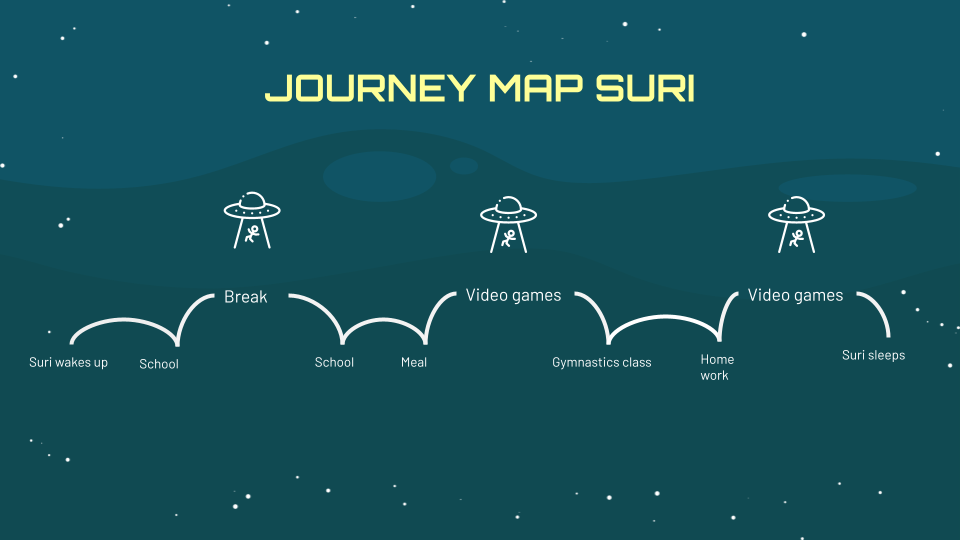 JOURNEY MAP SURI
Break
Video games
Video games
Suri wakes up
School
School
Meal
Gymnastics class
Home
work
Suri sleeps